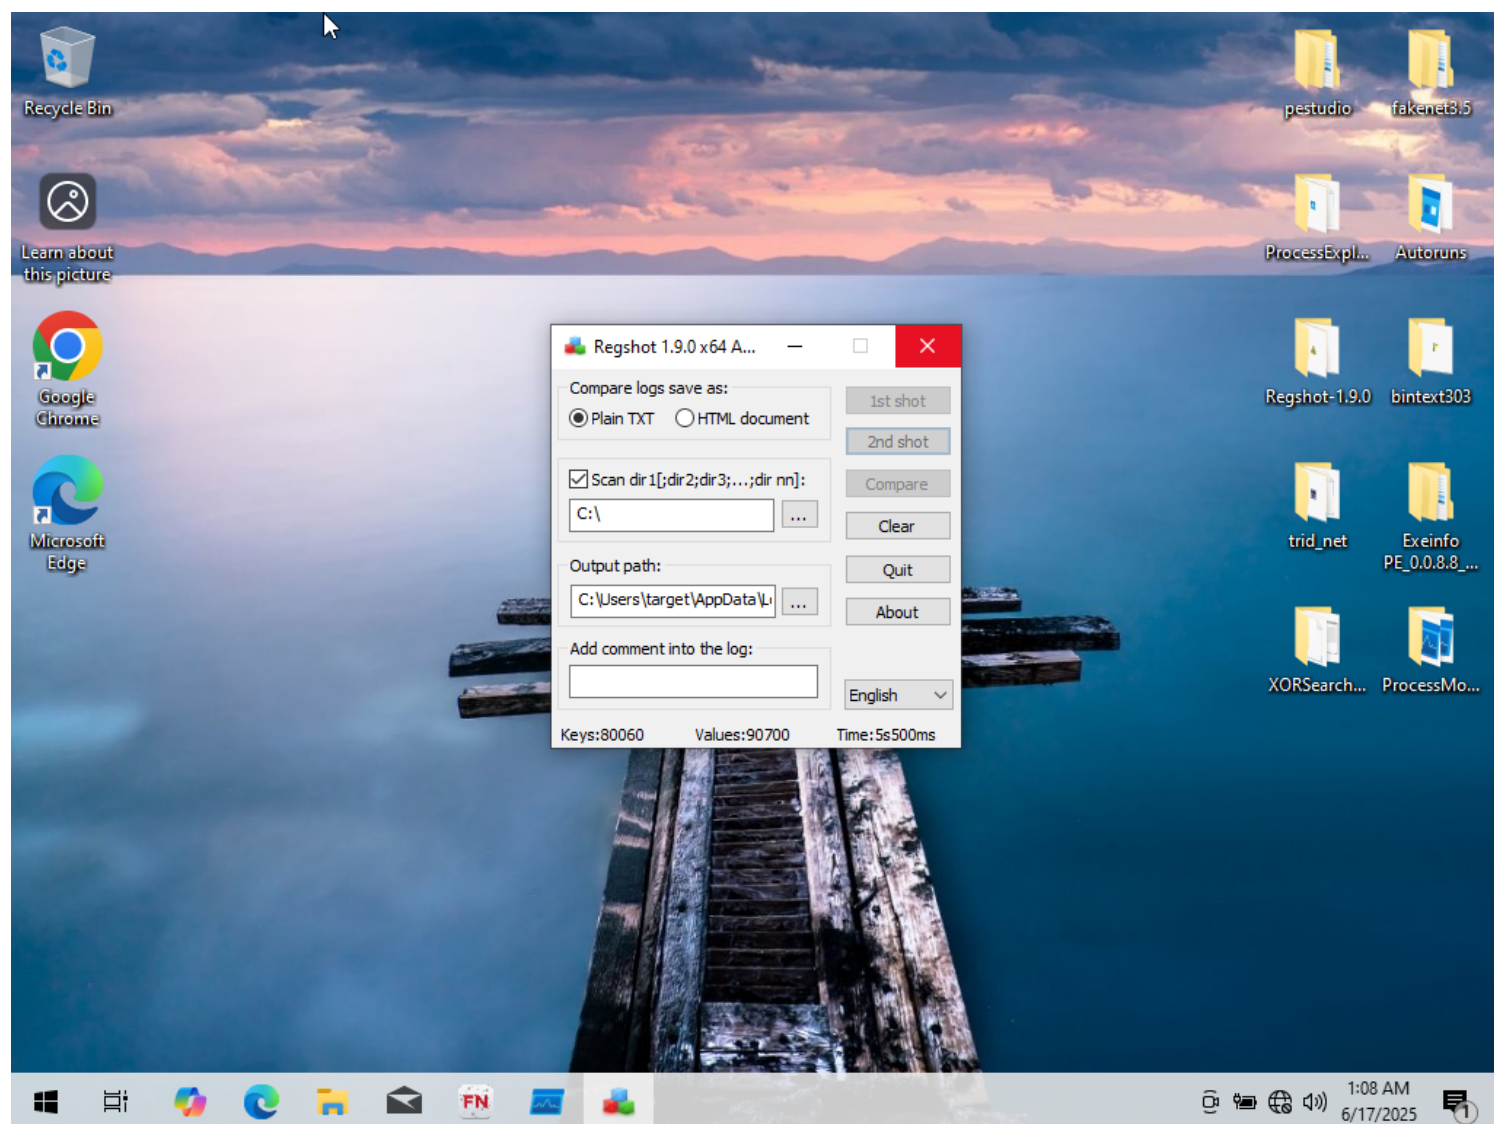 Recycle Bin
Learn about
this picture
Google
Chrome
Microsoft
Edge
pestudio
fakenet3.5
ProcessExpl...
Autoruns
Regshot-1.9.0
bintext303
trid_net
Exeinfo
PE_0.0.8.8_...
XORSearch...
ProcessMo...
Regshot 1.9.0 x64 A...
Compare logs save as:
Plain TXT
HTML document
Scan dir1[;dir2;dir3;...;dir nn]:
C:\
...
Output path:
C:\Users\target\AppData\L
...
Add comment into the log:
1st shot
2nd shot
Compare
Clear
Quit
About
English
Keys:80060
Values:90700
Time:5s500ms
FN
1:08 AM
6/17/2025
1